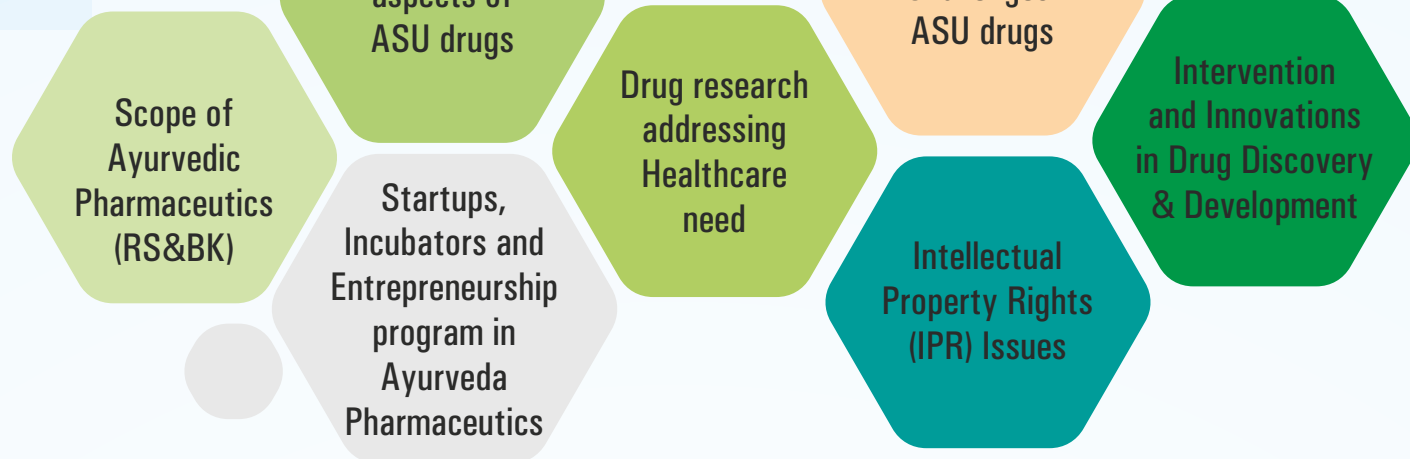 ASU drugs
ASU drugs
Scope of
Ayurvedic
Pharmaceutics
(RS&BK)
Startups,
Incubators and
Entrepreneurship
program in
Ayurveda
Pharmaceutics
Drug research
addressing
Healthcare
need
Intellectual
Property Rights
(IPR) Issues
Intervention
and Innovations
in Drug Discovery
& Development